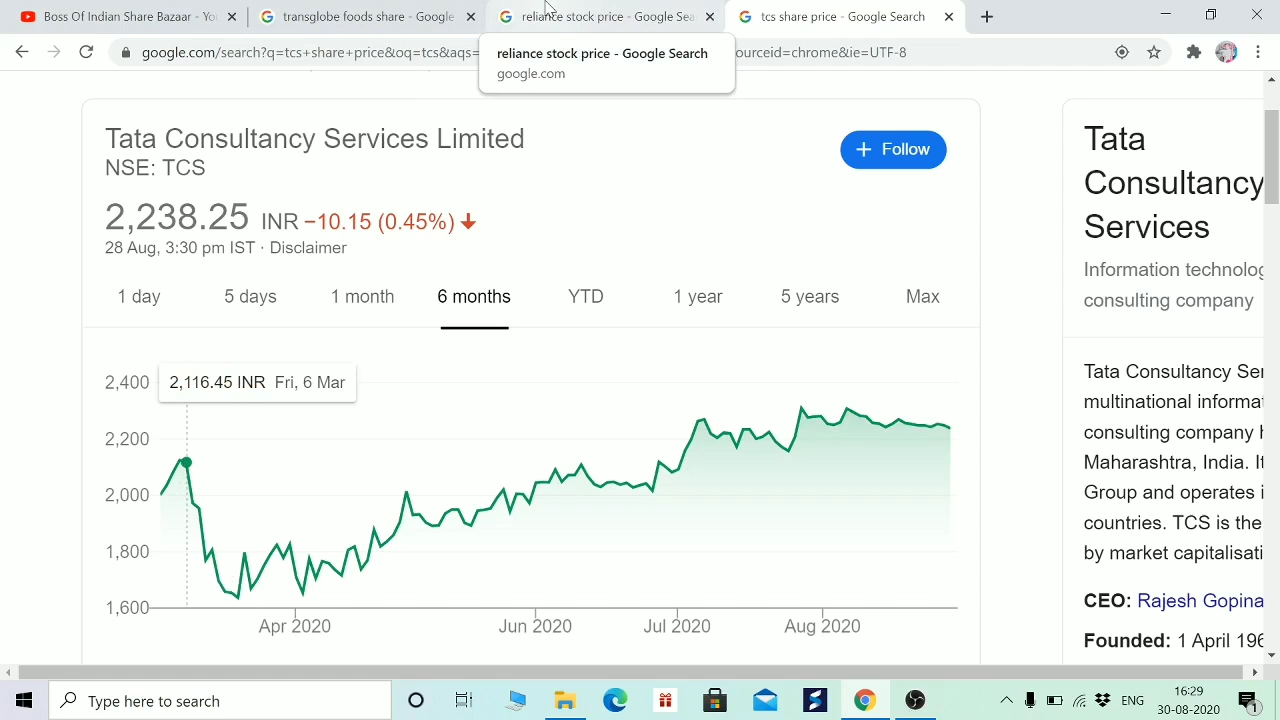 Boss Of Indian Share Bazar - Yo
transglobe foods share - Google
reliance stock price - Google Sea
tcs share price - Google Search
google.com/search?q=tcs+share+price&oq=tcs&aqs=
ourceid=chrome&ie=UTF-8
reliance stock price - Google Search
google.com
Tata Consultancy Services Limited
NSE: TCS
+ Follow
2,238.25 INR −10.15 (0.45%)
28 Aug, 3:30 pm IST · Disclaimer
1 day 5 days 1 month 6 months YTD 1 year 5 years Max
2,116.45 INR Fri, 6 Mar
2,400
2,200
2,000
1,800
1,600
Apr 2020 Jun 2020 Jul 2020 Aug 2020
Tata
Consultancy
Services
Information technolog
consulting company
Tata Consultancy Ser
multinational informat
consulting company h
Maharashtra, India. It
Group and operates i
countries. TCS is the
by market capitalisati
CEO: Rajesh Gopina
Founded: 1 April 196
Type here to search
ENG
16:29
30-08-2020
1